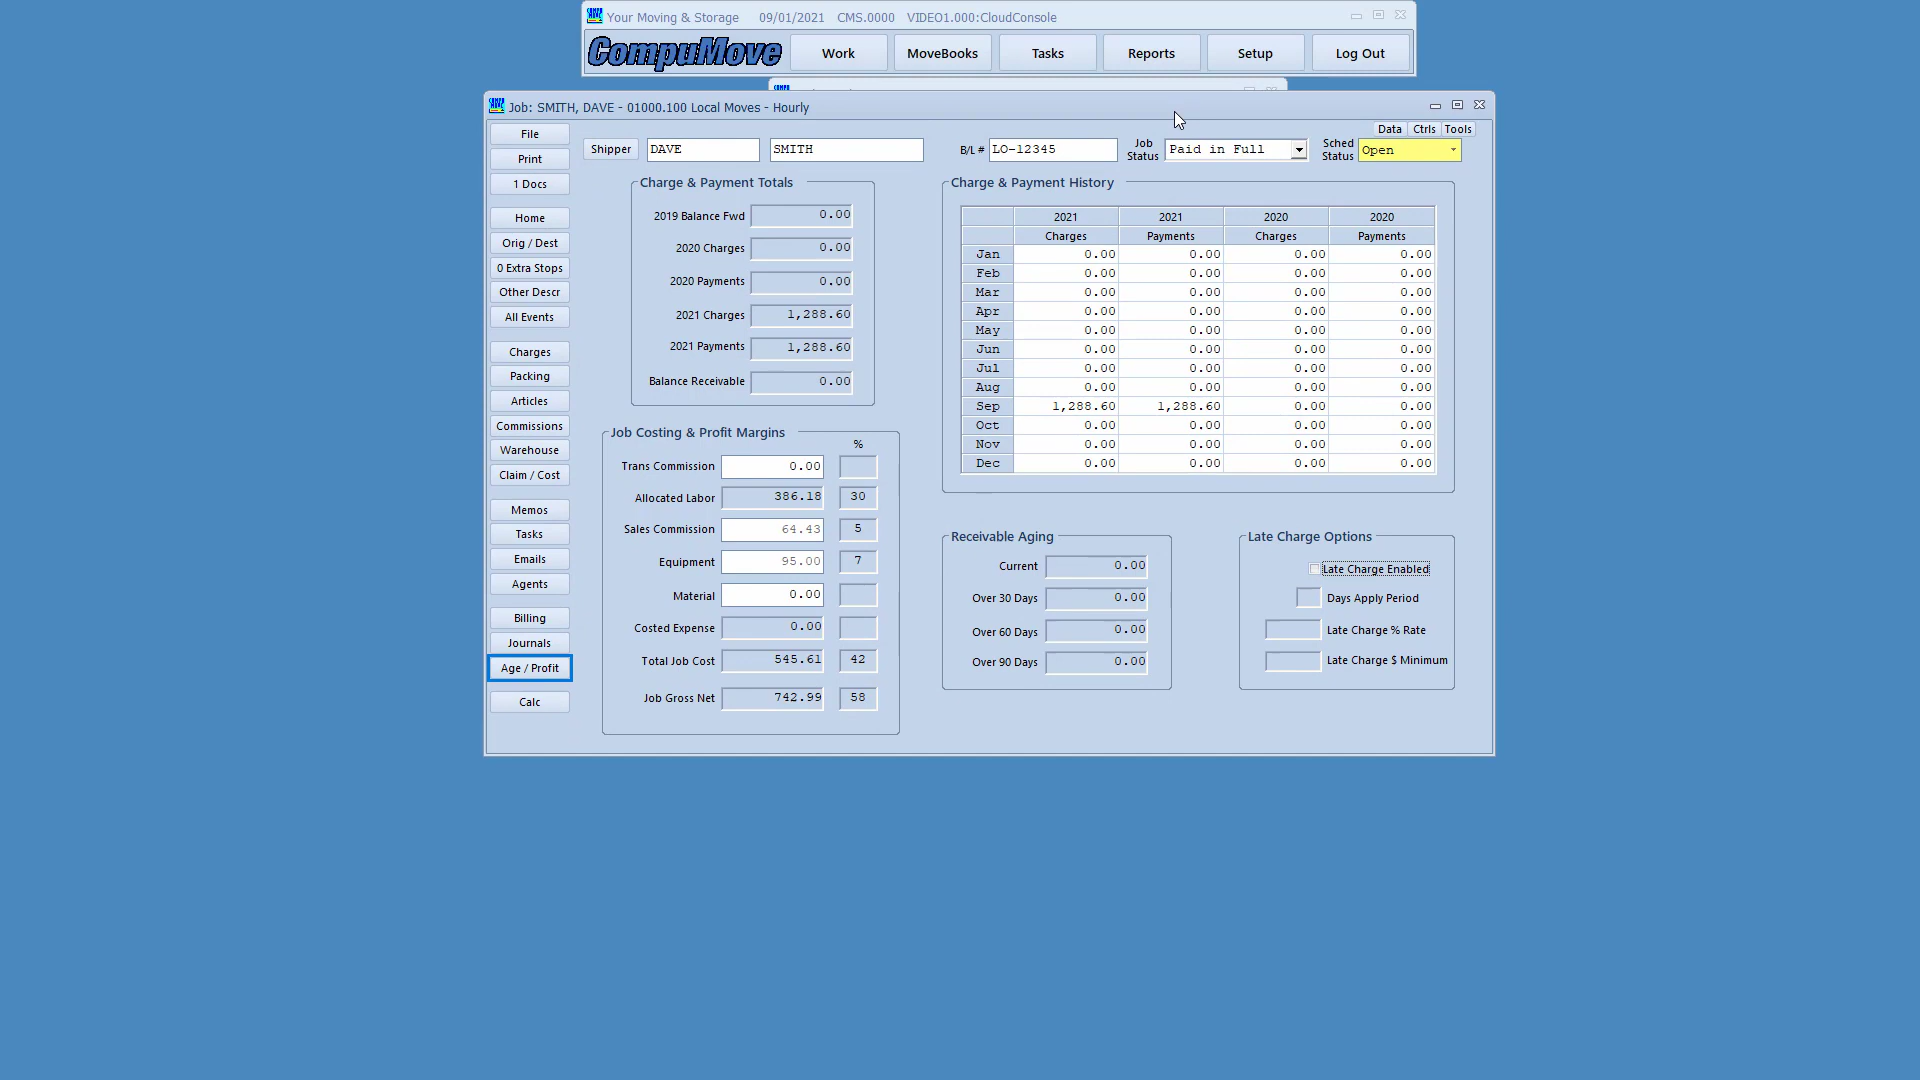 Your Moving & Storage 09/01/2021 CMS.0000 VIDEO1.000:CloudConsole
CompuMove Work MoveBooks Tasks Reports Setup Log Out
Job: SMITH, DAVE - 01000.100 Local Moves - Hourly
Data Ctrls Tools
File
Print
1 Docs
Home
Orig / Dest
0 Extra Stops
Other Descr
All Events
Charges
Packing
Articles
Commissions
Warehouse
Claim / Cost
Memos
Tasks
Emails
Agents
Billing
Journals
Age / Profit
Calc
Shipper DAVE SMITH B/L # LO-12345 Job Status Paid in Full Sched Status Open
Charge & Payment Totals
2019 Balance Fwd 0.00
2020 Charges 0.00
2020 Payments 0.00
2021 Charges 1,288.60
2021 Payments 1,288.60
Balance Receivable 0.00
Job Costing & Profit Margins
%
Trans Commission 0.00
Allocated Labor 386.18 30
Sales Commission 64.43 5
Equipment 95.00 7
Material 0.00
Costed Expense 0.00
Total Job Cost 545.61 42
Job Gross Net 742.99 58
Charge & Payment History
2021 2021 2020 2020
Charges Payments Charges Payments
Jan 0.00 0.00 0.00 0.00
Feb 0.00 0.00 0.00 0.00
Mar 0.00 0.00 0.00 0.00
Apr 0.00 0.00 0.00 0.00
May 0.00 0.00 0.00 0.00
Jun 0.00 0.00 0.00 0.00
Jul 0.00 0.00 0.00 0.00
Aug 0.00 0.00 0.00 0.00
Sep 1,288.60 1,288.60 0.00 0.00
Oct 0.00 0.00 0.00 0.00
Nov 0.00 0.00 0.00 0.00
Dec 0.00 0.00 0.00 0.00
Receivable Aging
Current 0.00
Over 30 Days 0.00
Over 60 Days 0.00
Over 90 Days 0.00
Late Charge Options
Late Charge Enabled
Days Apply Period
Late Charge % Rate
Late Charge $ Minimum